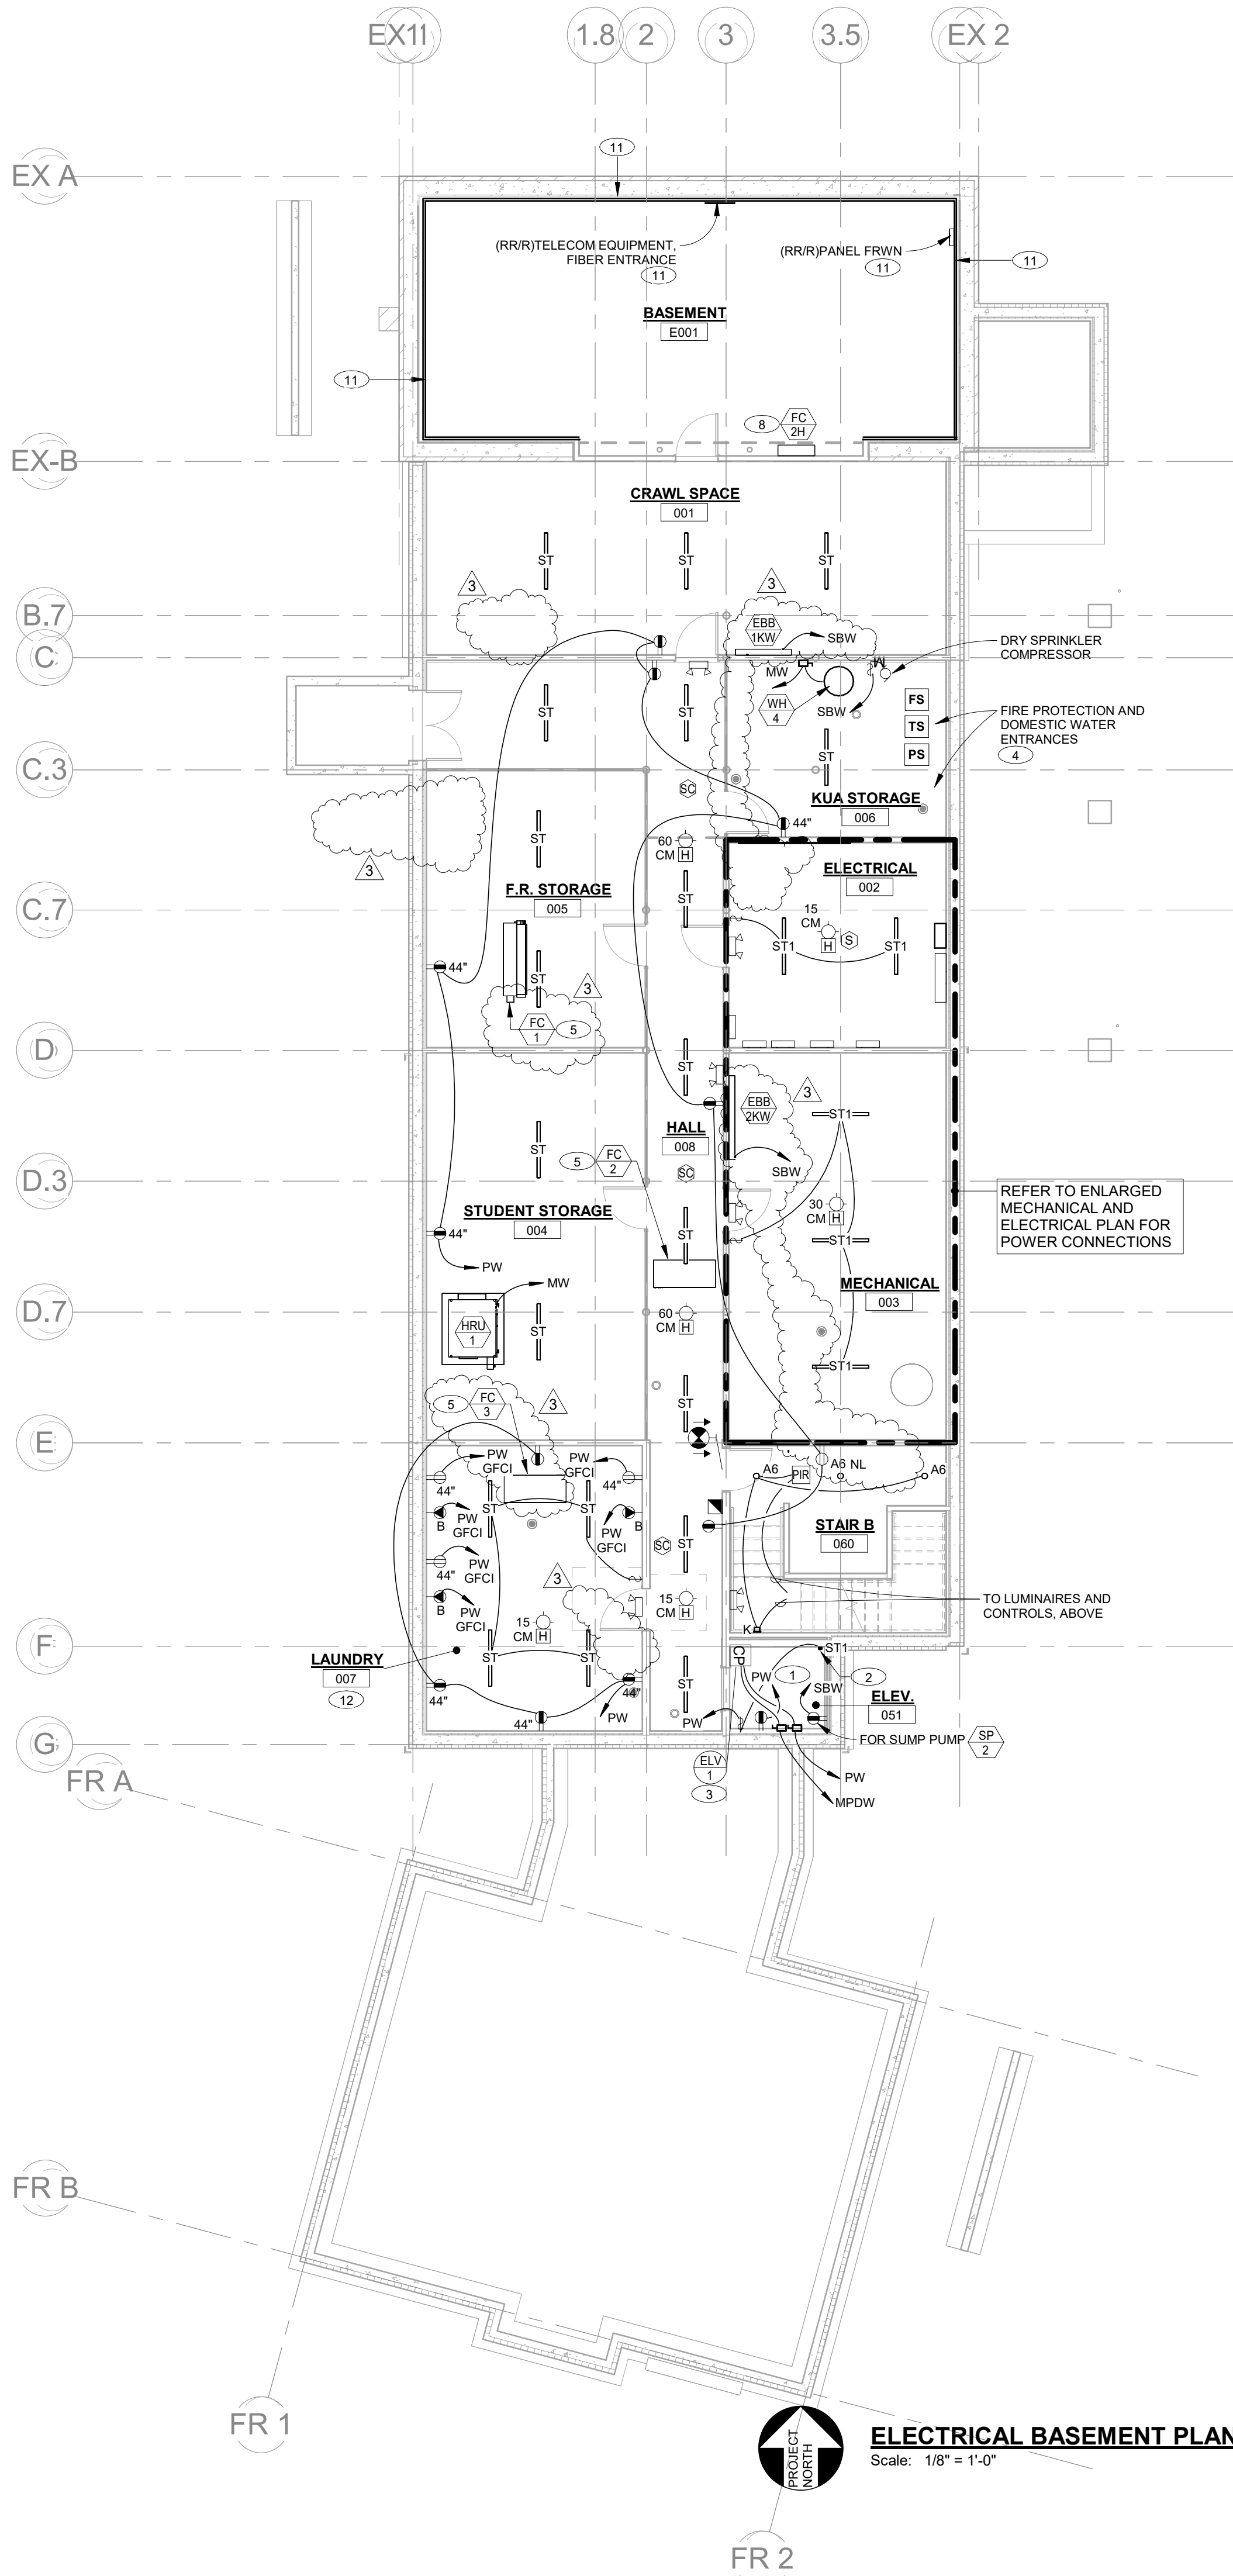 EX11
1.8
2
3
3.5
EX 2
EX A
11
(RR/R)TELECOM EQUIPMENT,
FIBER ENTRANCE
11
(RR/R)PANEL FRWN
11
11
BASEMENT
E001
11
8
FC
2H
EX-B
CRAWL SPACE
001
ST
ST
ST
3
3
B.7
EBB
1KW
SBW
C
DRY SPRINKLER
COMPRESSOR
MW
WH
4
SBW
FS
TS
PS
FIRE PROTECTION AND
DOMESTIC WATER
ENTRANCES
4
ST
ST
ST
C.3
SC
KUA STORAGE
006
44"
3
ST
60
CM H
ELECTRICAL
002
F.R. STORAGE
005
ST
C.7
15
CM
H
S
ST1
ST1
44"
ST
3
FC
1
5
D
ST
EBB
2KW
3
ST1
HALL
008
ST
5
FC
2
SC
SBW
D.3
REFER TO ENLARGED
MECHANICAL AND
ELECTRICAL PLAN FOR
POWER CONNECTIONS
STUDENT STORAGE
004
30
CM H
44"
ST
ST1
PW
MW
MECHANICAL
003
D.7
HRU
1
ST
60
CM H
ST1
5
FC
3
3
ST
E
PW
GFCI
PW
GFCI
44"
44"
A6 NL
A6
A6
PIR
ST
ST
B
PW
GFCI
B
PW
GFCI
STAIR B
060
44"
PW
GFCI
SC
ST
3
B
PW
GFCI
15
CM H
15
CM H
TO LUMINAIRES AND
CONTROLS, ABOVE
K
F
LAUNDRY
007
12
ST
ST
ST
CP
ST1
2
PW
1
SBW
ELEV.
051
44"
44"
44"
PW
PW
FOR SUMP PUMP
SP
2
G
ELV
1
3
PW
MPDW
FR A
FR B
FR 1
PROJECT
NORTH
ELECTRICAL BASEMENT PLAN
Scale: 1/8" = 1'-0"
FR 2